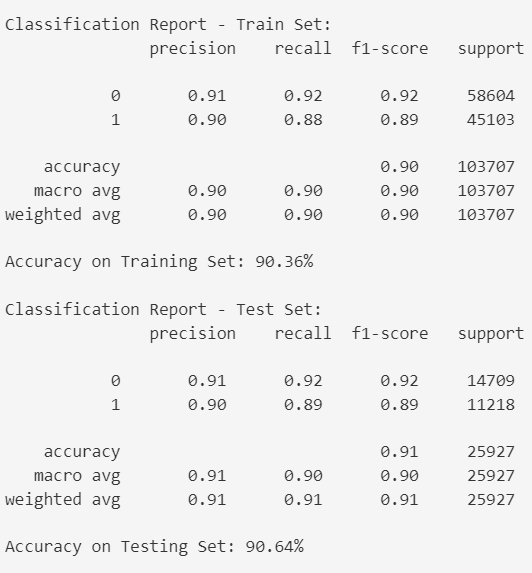 Classification Report - Train Set:
precision recall f1-score support
0 0.91 0.92 0.92 58604
1 0.90 0.88 0.89 45103
accuracy 0.90 103707
macro avg 0.90 0.90 0.90 103707
weighted avg 0.90 0.90 0.90 103707
Accuracy on Training Set: 90.36%
Classification Report - Test Set:
precision recall f1-score support
0 0.91 0.92 0.92 14709
1 0.90 0.89 0.89 11218
accuracy 0.91 25927
macro avg 0.91 0.90 0.90 25927
weighted avg 0.91 0.91 0.91 25927
Accuracy on Testing Set: 90.64%